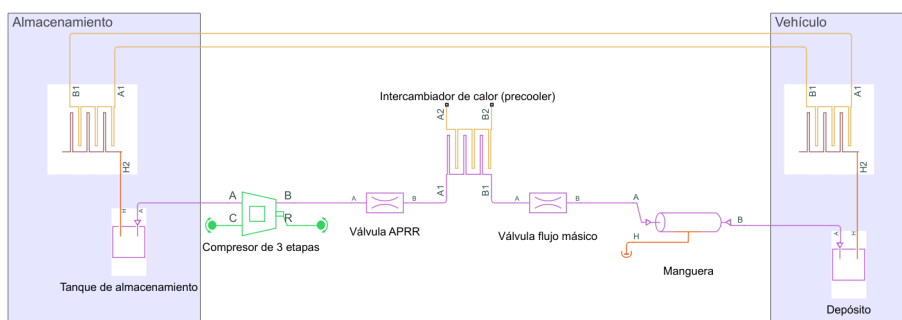 Almacenamiento
Vehículo
B1
A1
B1
A1
Intercambiador de calor (precooler)
A2
B2
H2
H2
A1
B1
A
B
A
B
A
B
A
B
C
R
H
A
H
A
H
Compresor de 3 etapas
Válvula APRR
Válvula flujo másico
Manguera
Tanque de almacenamiento
Depósito